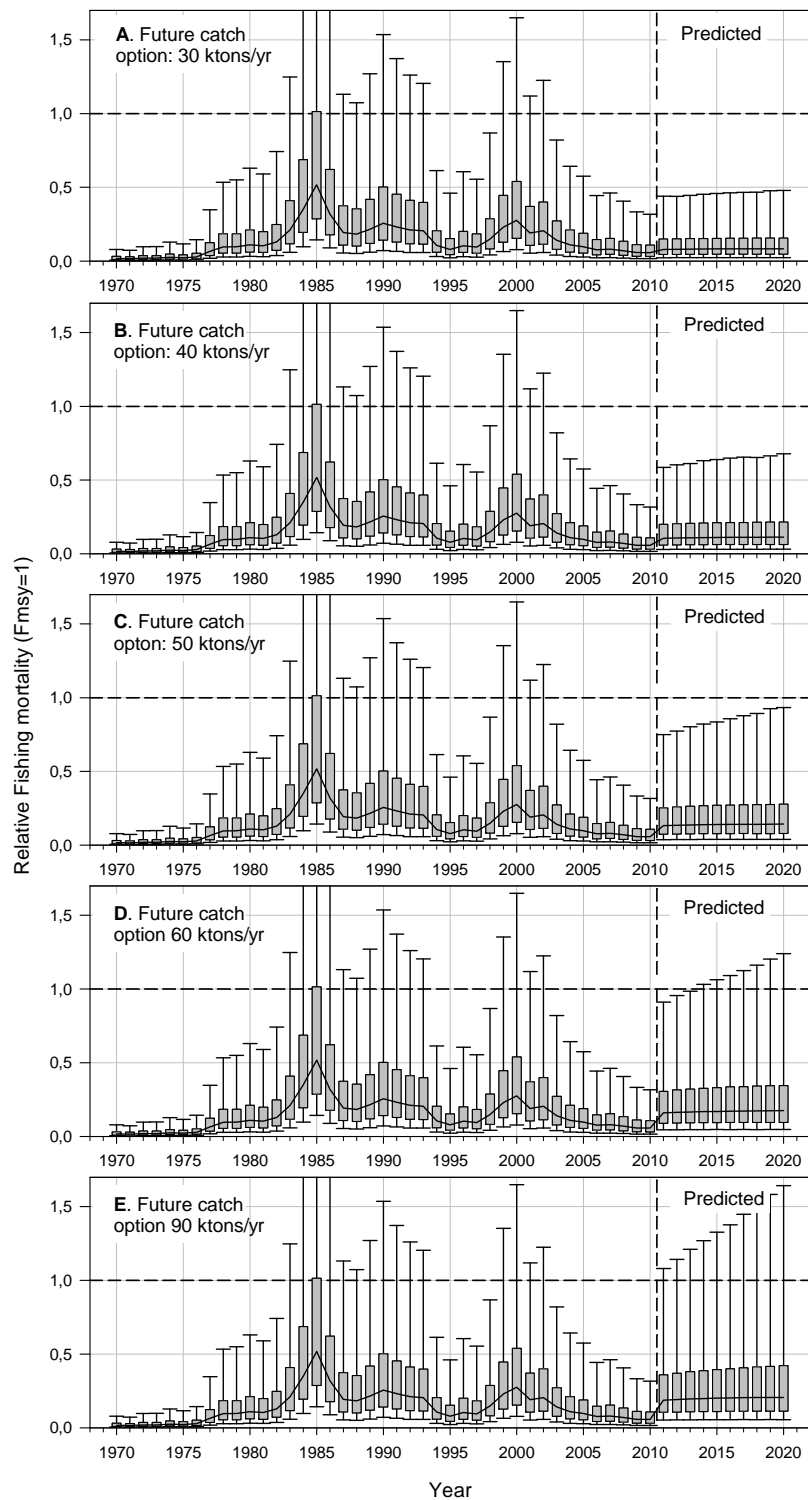 Relative Fishing mortality (Fmsy=1)
A. Future catch
option: 30 ktons/yr
Predicted
1,5
1,0
0,5
0,0
1970 1975 1980 1985 1990 1995 2000 2005 2010 2015 2020
B. Future catch
option: 40 ktons/yr
Predicted
1,5
1,0
0,5
0,0
1970 1975 1980 1985 1990 1995 2000 2005 2010 2015 2020
C. Future catch
opton: 50 ktons/yr
Predicted
1,5
1,0
0,5
0,0
1970 1975 1980 1985 1990 1995 2000 2005 2010 2015 2020
D. Future catch
option 60 ktons/yr
Predicted
1,5
1,0
0,5
0,0
1970 1975 1980 1985 1990 1995 2000 2005 2010 2015 2020
E. Future catch
option 90 ktons/yr
Predicted
1,5
1,0
0,5
0,0
1970 1975 1980 1985 1990 1995 2000 2005 2010 2015 2020
Year